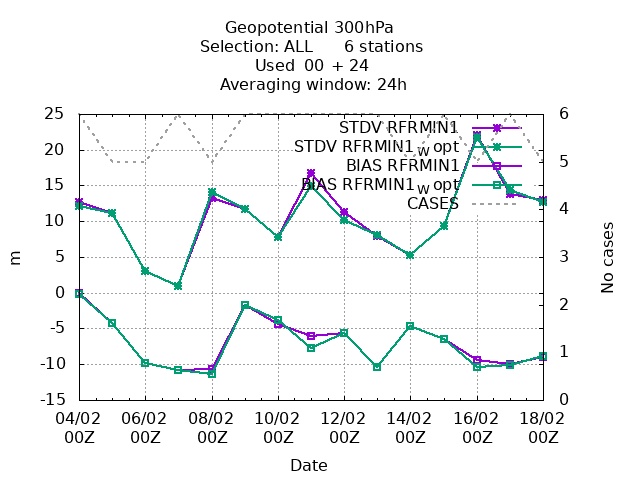 Geopotential 300hPa
Selection: ALL      6 stations
Used  00 + 24
Averaging window: 24h
25
20
15
10
5
0
-5
-10
-15
m
6
5
4
3
2
1
0
No cases
STDV RFRMIN1
STDV RFRMIN1_w opt
BIAS RFRMIN1
BIAS RFRMIN1_w opt
CASES
04/02 06/02 08/02 10/02 12/02 14/02 16/02 18/02
00Z 00Z 00Z 00Z 00Z 00Z 00Z 00Z
Date